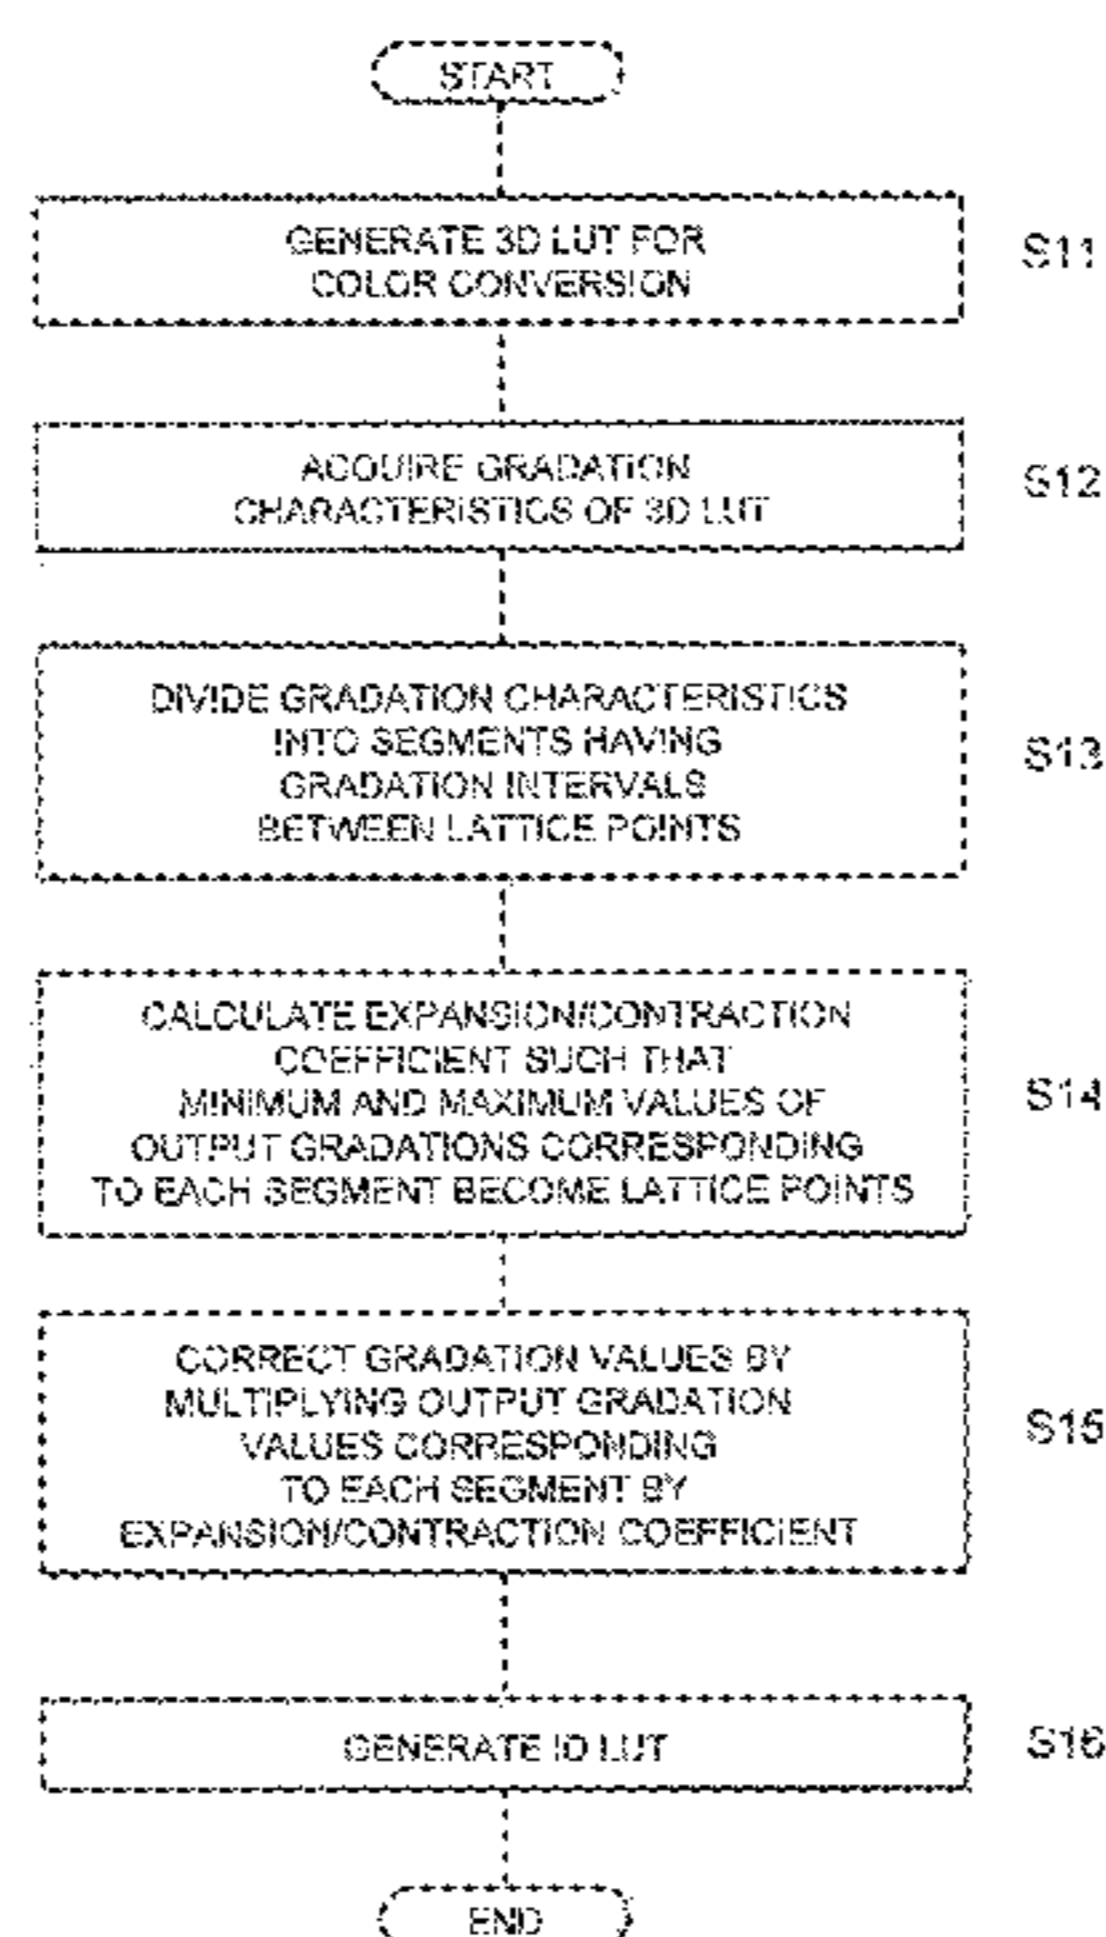 START
GENERATE 3D LUT FOR
COLOR CONVERSION
S11
ACQUIRE GRADATION
CHARACTERISTICS OF 3D LUT
S12
DIVIDE GRADATION CHARACTERISTICS
INTO SEGMENTS HAVING
GRADATION INTERVALS
BETWEEN LATTICE POINTS
S13
CALCULATE EXPANSION/CONTRACTION
COEFFICIENT SUCH THAT
MINIMUM AND MAXIMUM VALUES OF
OUTPUT GRADATIONS CORRESPONDING
TO EACH SEGMENT BECOME LATTICE POINTS
S14
CORRECT GRADATION VALUES BY
MULTIPLYING OUTPUT GRADATION
VALUES CORRESPONDING
TO EACH SEGMENT BY
EXPANSION/CONTRACTION COEFFICIENT
S15
GENERATE ID LUT
S16
END